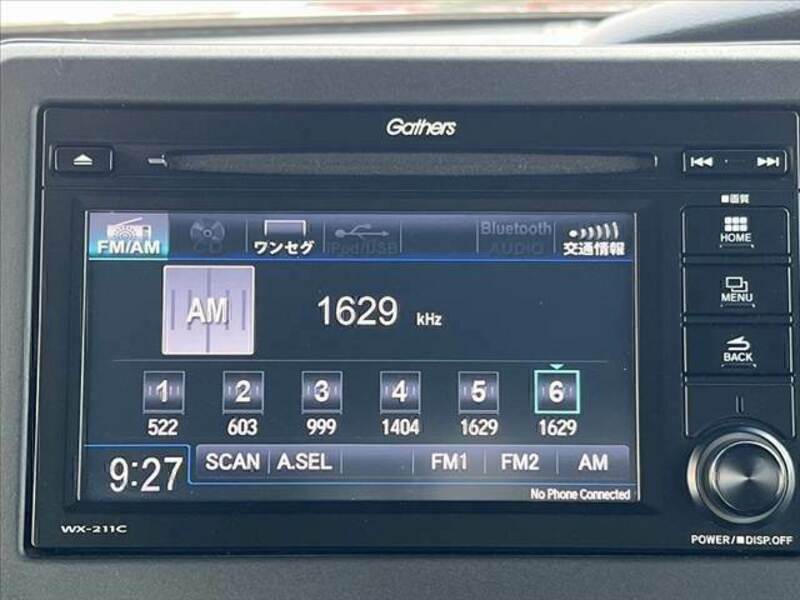 Gathers
■画質
FM/AM
CD
ワンセグ
iPod/USB
Bluetooth
AUDIO
交通情報
HOME
AM
1629 kHz
MENU
1 2 3 4 5 6
522 603 999 1404 1629 1629
BACK
9:27
SCAN A.SEL FM1 FM2 AM
No Phone Connected
WX-211C
POWER/■DISP.OFF